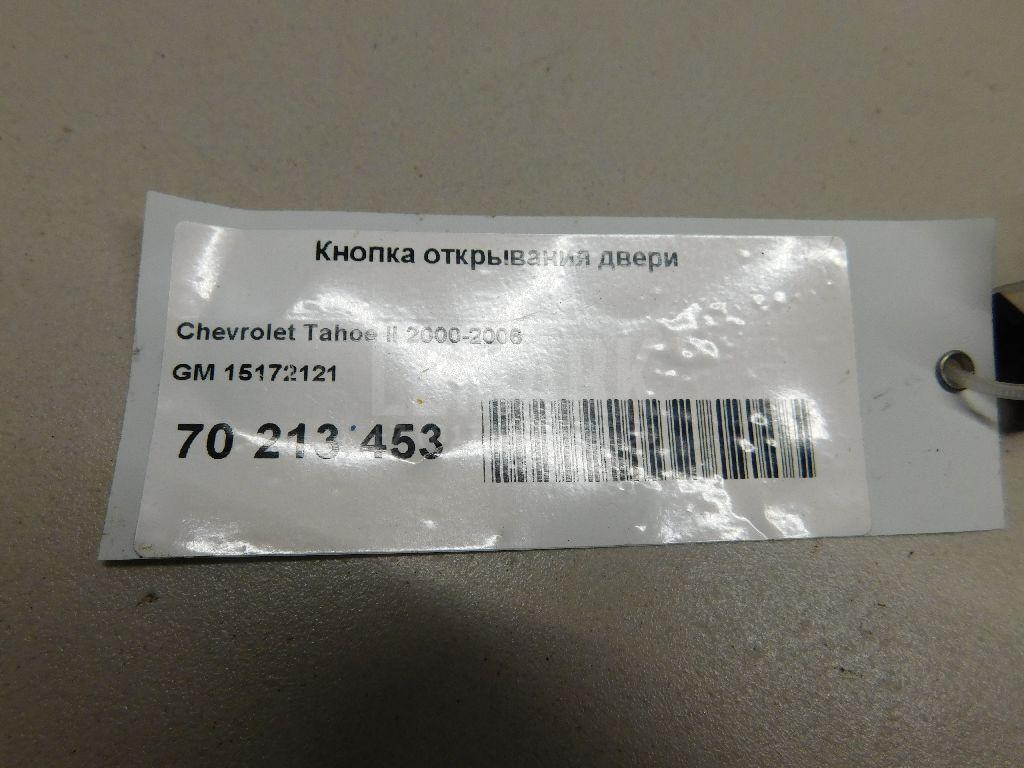 Кнопка открывания двери
Chevrolet Tahoe II 2000-2006
GM 15172121
70 213 453